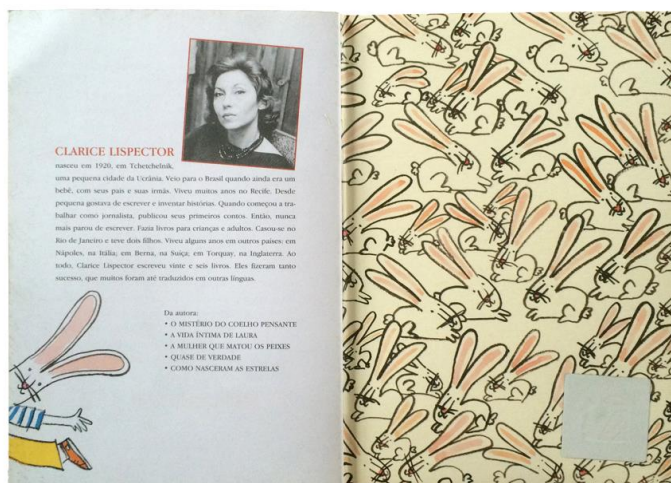 CLARICE LISPECTOR
nasceu em 1920, em Tchetchelnik,
uma pequena cidade da Ucrânia. Veio para o Brasil quando ainda era um
bebê, com seus pais e suas irmãs. Viveu muitos anos no Recife. Desde
pequena gostava de escrever e inventar histórias. Quando começou a tra-
balhar como jornalista, publicou seus primeiros contos. Então, nunca
mais parou de escrever. Fazia livros para crianças e adultos. Casou-se no
Rio de Janeiro e teve dois filhos. Viveu alguns anos em outros países: em
Nápoles, na Itália; em Berna, na Suíça; em Torquay, na Inglaterra. Ao
todo, Clarice Lispector escreveu vinte e seis livros. Eles fizeram tanto
sucesso, que muitos foram até traduzidos em outras línguas.
Da autora:
• O MISTÉRIO DO COELHO PENSANTE
• A VIDA ÍNTIMA DE LAURA
• A MULHER QUE MATOU OS PEIXES
• QUASE DE VERDADE
• COMO NASCERAM AS ESTRELAS